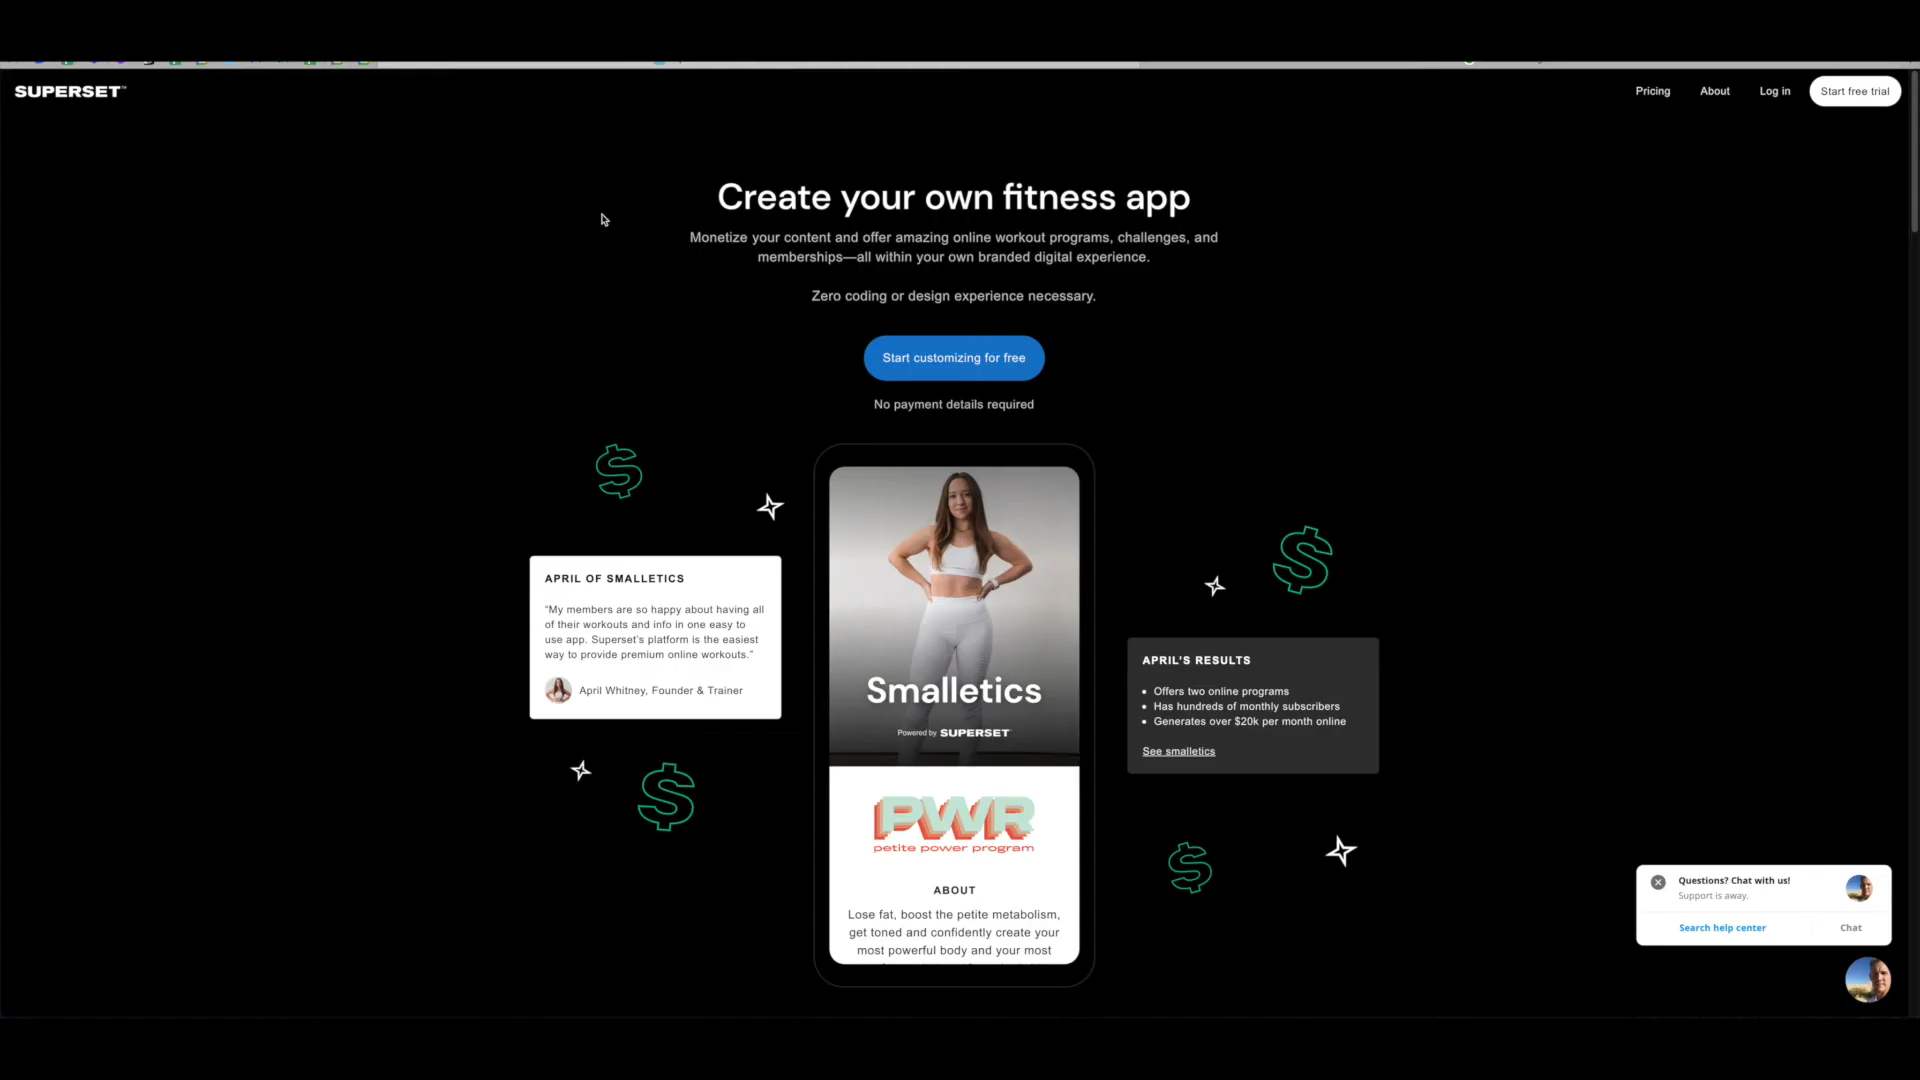 SUPERSET™
Pricing
About
Log in
Start free trial
Create your own fitness app
Monetize your content and offer amazing online workout programs, challenges, and
memberships—all within your own branded digital experience.
Zero coding or design experience necessary.
Start customizing for free
No payment details required
APRIL OF SMALLETICS
“My members are so happy about having all
of their workouts and info in one easy to
use app. Superset’s platform is the easiest
way to provide premium online workouts.”
April Whitney, Founder & Trainer
Smalletics
Powered by SUPERSET™
PWR
petite power program
ABOUT
Lose fat, boost the petite metabolism,
get toned and confidently create your
most powerful body and your most
APRIL’S RESULTS
• Offers two online programs
• Has hundreds of monthly subscribers
• Generates over $20k per month online
See smalletics
Questions? Chat with us!
Support is away.
Search help center
Chat